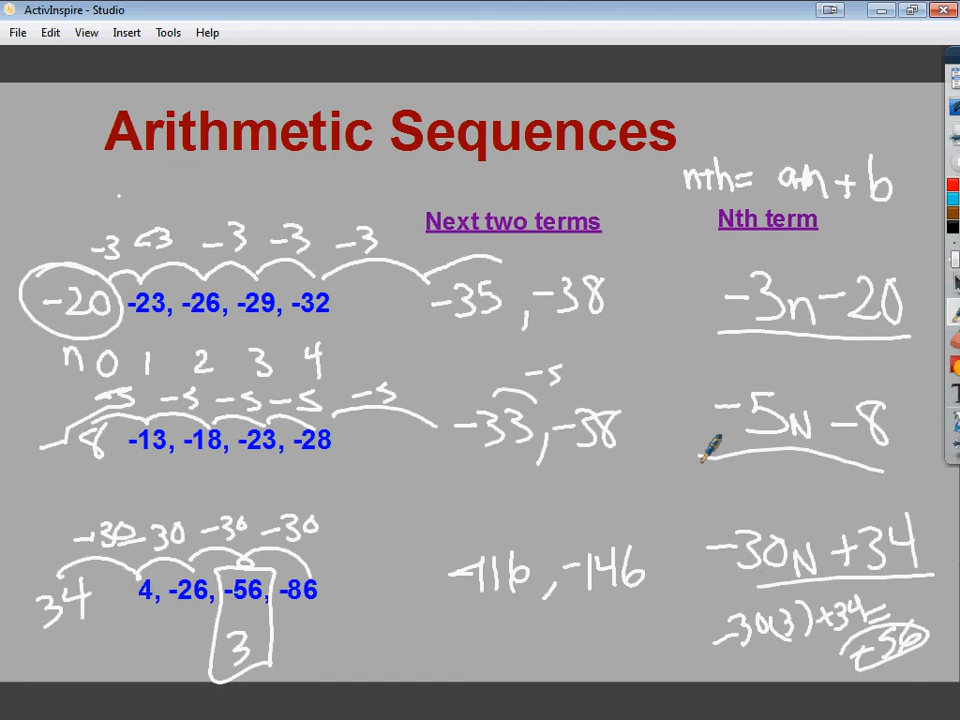 ActivInspire - Studio
File Edit View Insert Tools Help
Arithmetic Sequences
nth= an + b
Next two terms
Nth term
-3 -3 -3 -3 -3
-20 -23, -26, -29, -32 -35, -38 -3n-20
n 0 1 2 3 4
-5 -5 -5 -5 -5 -5
-8 -13, -18, -23, -28 -33, -38 -5N -8
-30 -30 -30 -30
34 4, -26, -56, -86 -116, -146 -30N +34
3
-30(3)+34=
-56